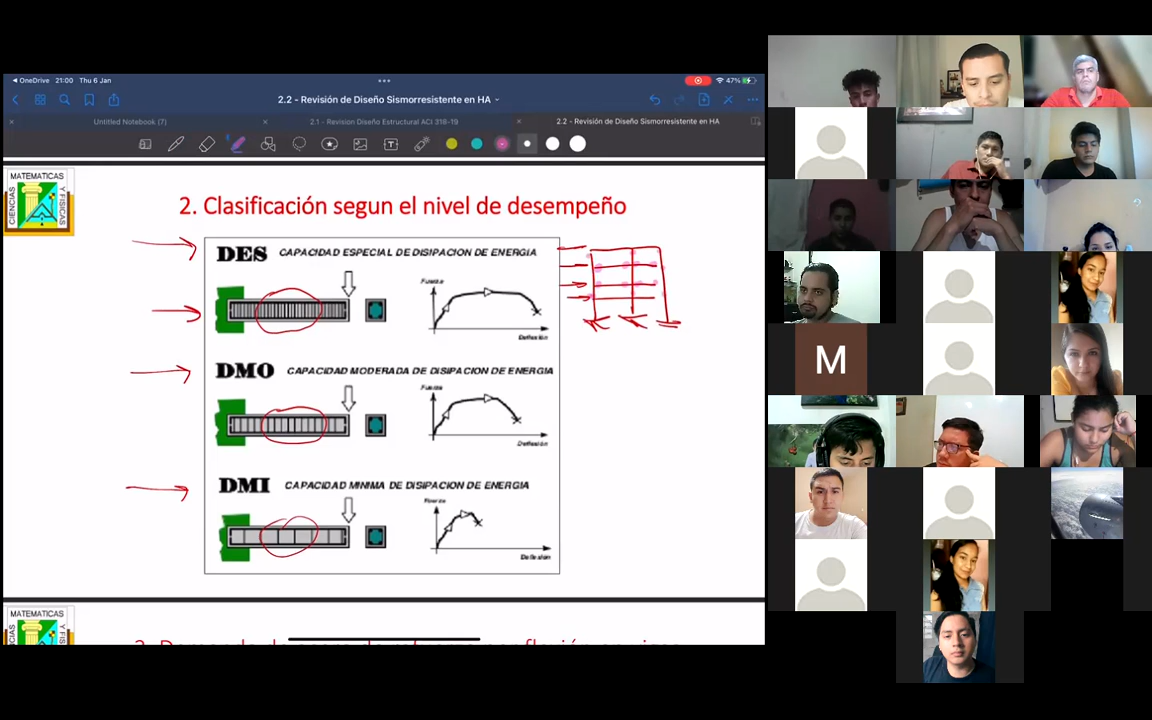 OneDrive 21:00 Thu 6 Jan
47%
2.2 - Revisión de Diseño Sismorresistente en HA
Untitled Notebook (7)
2.1 - Revision Diseño Estructural ACI 318-19
2.2 - Revisión de Diseño Sismorresistente en HA
MATEMATICAS
CIENCIAS
Y FISICAS
2. Clasificación segun el nivel de desempeño
DES CAPACIDAD ESPECIAL DE DISIPACION DE ENERGIA
Fuerza
Deflexión
DMO CAPACIDAD MODERADA DE DISIPACION DE ENERGIA
Fuerza
Deflexión
DMI CAPACIDAD MINIMA DE DISIPACION DE ENERGIA
Fuerza
Deflexión
MATEMATICAS
M